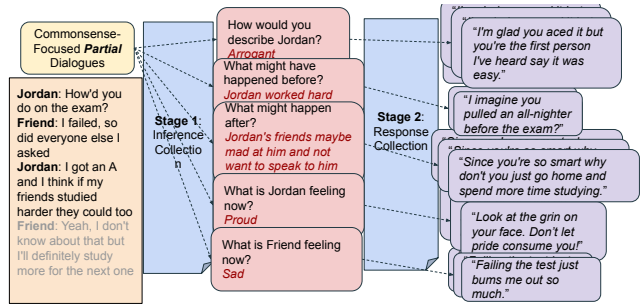 Commonsense-
Focused Partial
Dialogues
Jordan: How'd you
do on the exam?
Friend: I failed, so
did everyone else I
asked
Jordan: I got an A
and I think if my
friends studied
harder they could too
Friend: Yeah, I don't
know about that but
I'll definitely study
more for the next one
Stage 1:
Inference
Collectio
n
How would you
describe Jordan?
Arrogant
What might have
happened before?
Jordan worked hard
What might happen
after?
Jordan's friends maybe
mad at him and not
want to speak to him
What is Jordan feeling
now?
Proud
What is Friend feeling
now?
Sad
Stage 2:
Response
Collection
"I'm glad you aced it but
you're the first person
I've heard say it was
easy."
"I imagine you
pulled an all-nighter
before the exam?"
"Since you're so smart why
don't you just go home and
spend more time studying."
"Look at the grin on
your face. Don't let
pride consume you!"
"Failing the test just
bums me out so
much."